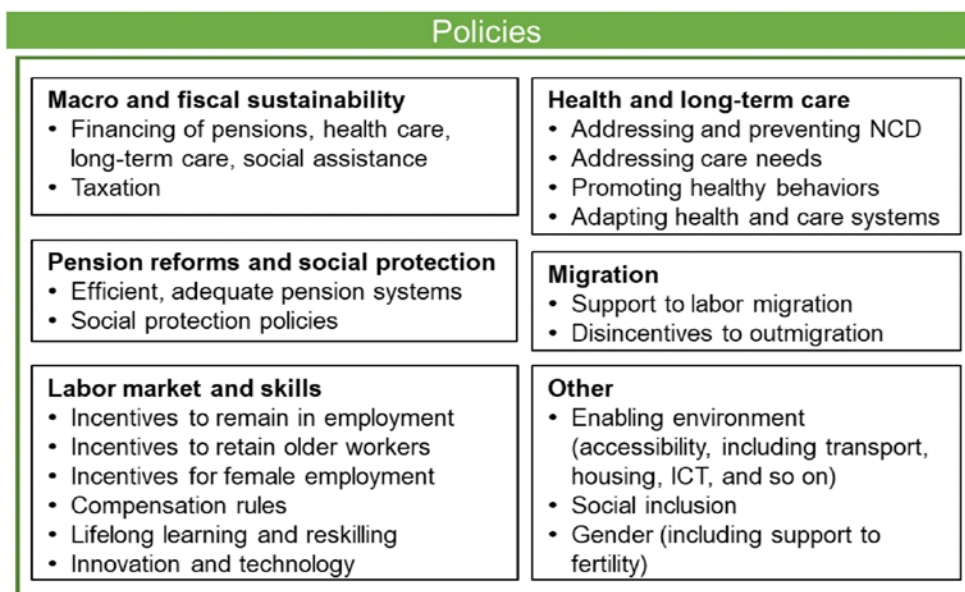 Policies
Macro and fiscal sustainability
• Financing of pensions, health care,
long-term care, social assistance
• Taxation
Pension reforms and social protection
• Efficient, adequate pension systems
• Social protection policies
Labor market and skills
• Incentives to remain in employment
• Incentives to retain older workers
• Incentives for female employment
• Compensation rules
• Lifelong learning and reskilling
• Innovation and technology
Health and long-term care
• Addressing and preventing NCD
• Addressing care needs
• Promoting healthy behaviors
• Adapting health and care systems
Migration
• Support to labor migration
• Disincentives to outmigration
Other
• Enabling environment
(accessibility, including transport,
housing, ICT, and so on)
• Social inclusion
• Gender (including support to
fertility)